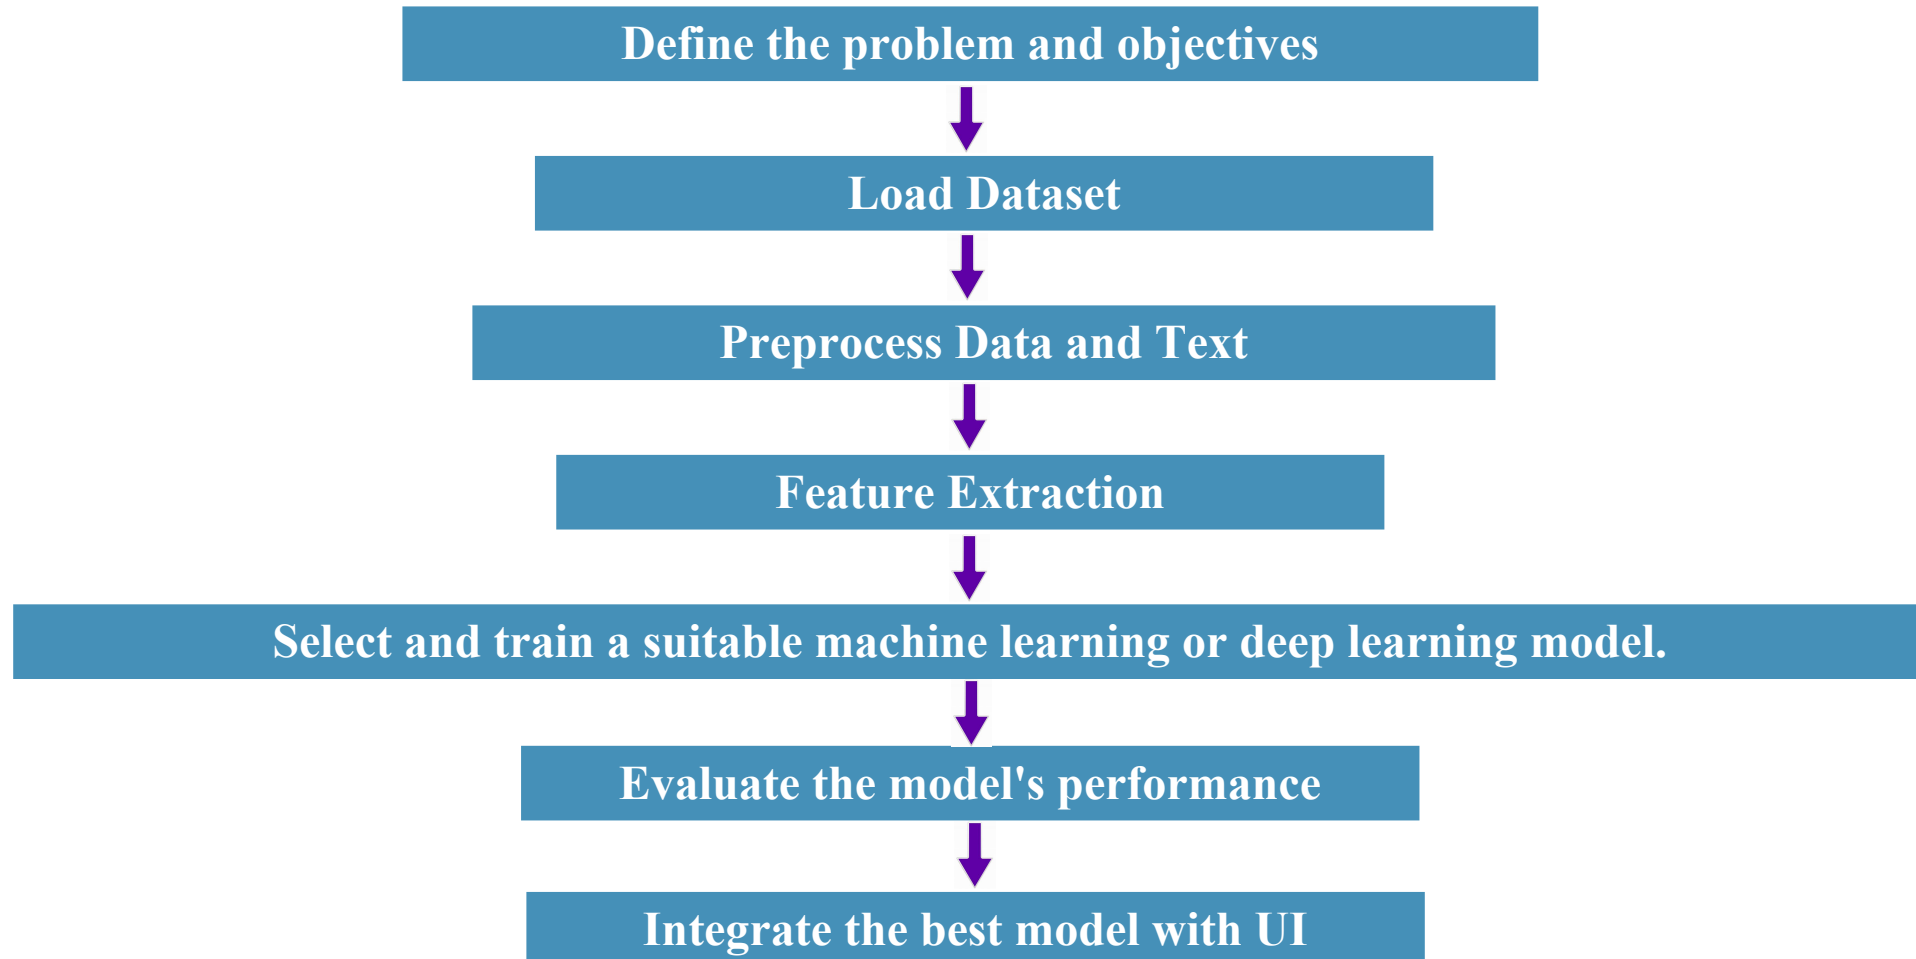 Define the problem and objectives
Load Dataset
Preprocess Data and Text
Feature Extraction
Select and train a suitable machine learning or deep learning model.
Evaluate the model's performance
Integrate the best model with UI